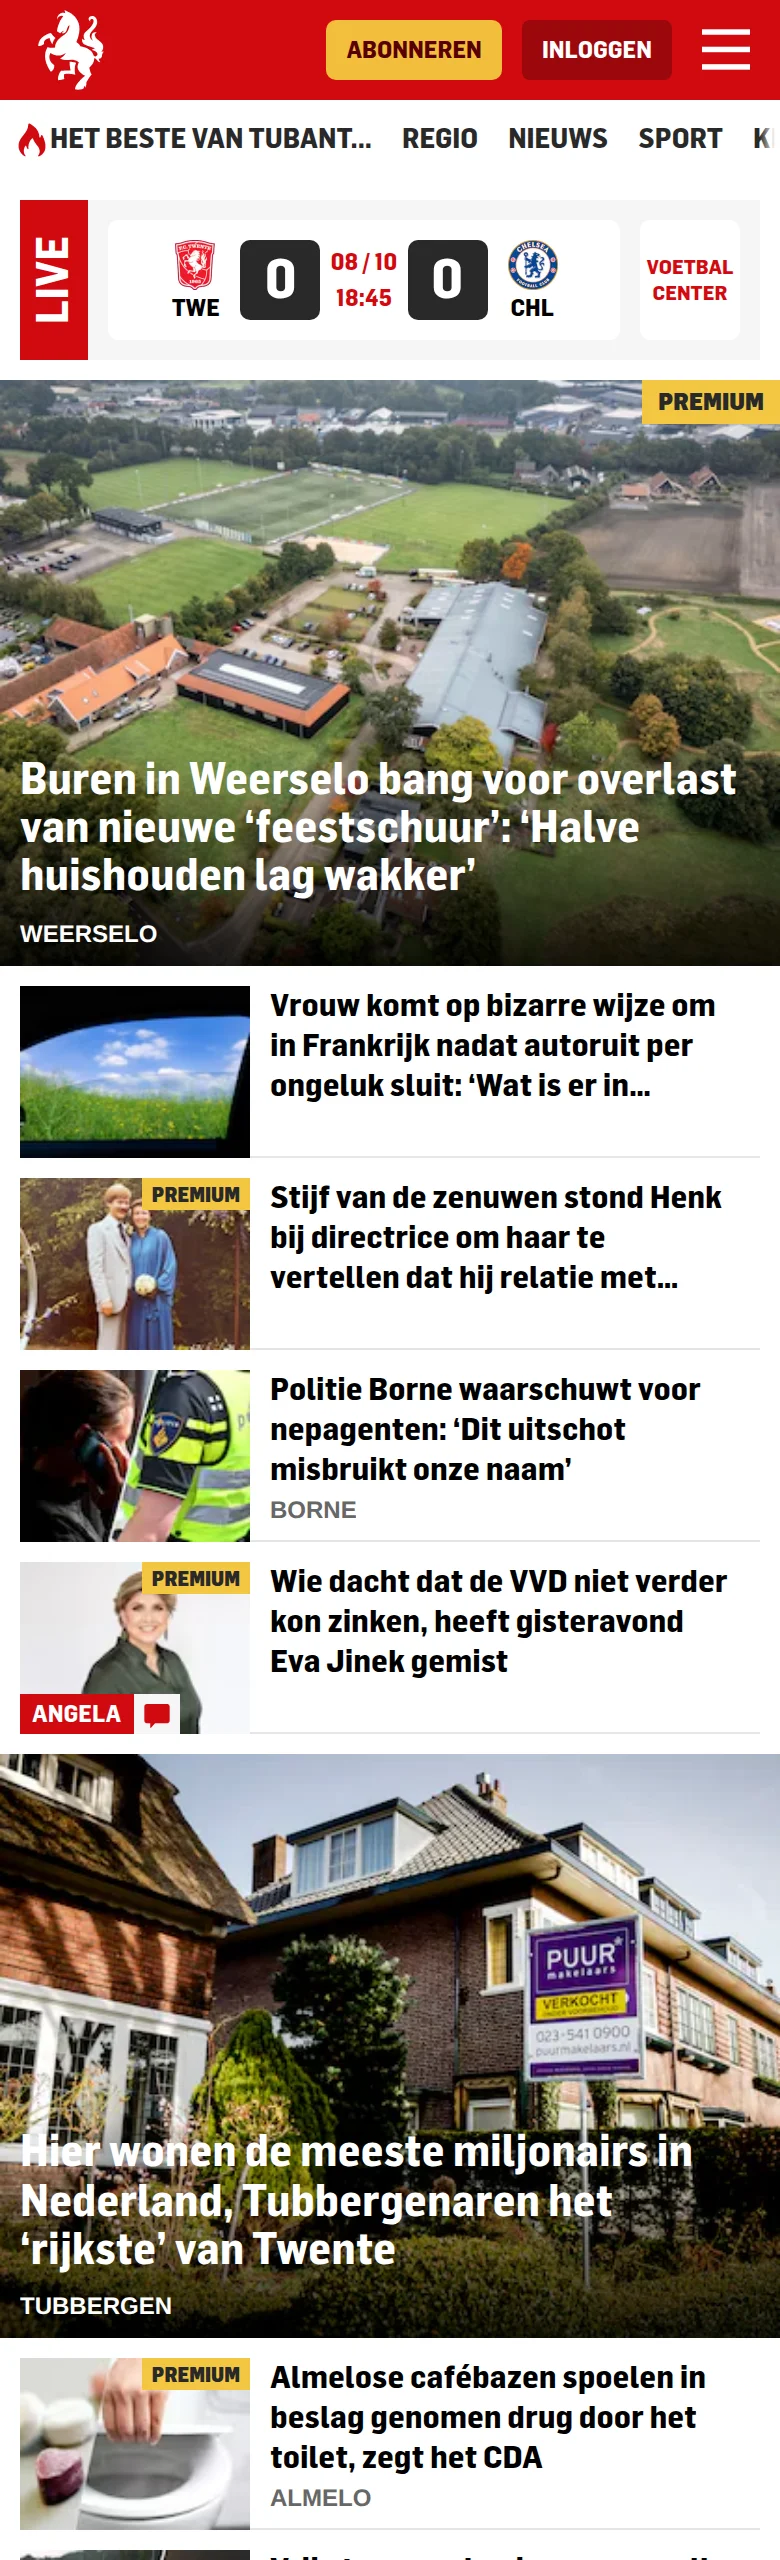 ABONNEREN
INLOGGEN
HET BESTE VAN TUBANT...
REGIO
NIEUWS
SPORT
LIVE
TWE
0
08 / 10
18:45
0
CHELSEA
CHL
VOETBAL
CENTER
PREMIUM
Buren in Weerselo bang voor overlast
van nieuwe ‘feestschuur’: ‘Halve
huishouden lag wakker’
WEERSELO
Vrouw komt op bizarre wijze om
in Frankrijk nadat autoruit per
ongeluk sluit: ‘Wat is er in...
PREMIUM
Stijf van de zenuwen stond Henk
bij directrice om haar te
vertellen dat hij relatie met...
Politie Borne waarschuwt voor
nepagenten: ‘Dit uitschot
misbruikt onze naam’
BORNE
PREMIUM
ANGELA
Wie dacht dat de VVD niet verder
kon zinken, heeft gisteravond
Eva Jinek gemist
PUUR*
makelaars
VERKOCHT
ONDER VOORBEHOUD
023-541 0900
puurmakelaars.nl
Hier wonen de meeste miljonairs in
Nederland, Tubbergenaren het
‘rijkste’ van Twente
TUBBERGEN
PREMIUM
Almelose cafébazen spoelen in
beslag genomen drug door het
toilet, zegt het CDA
ALMELO